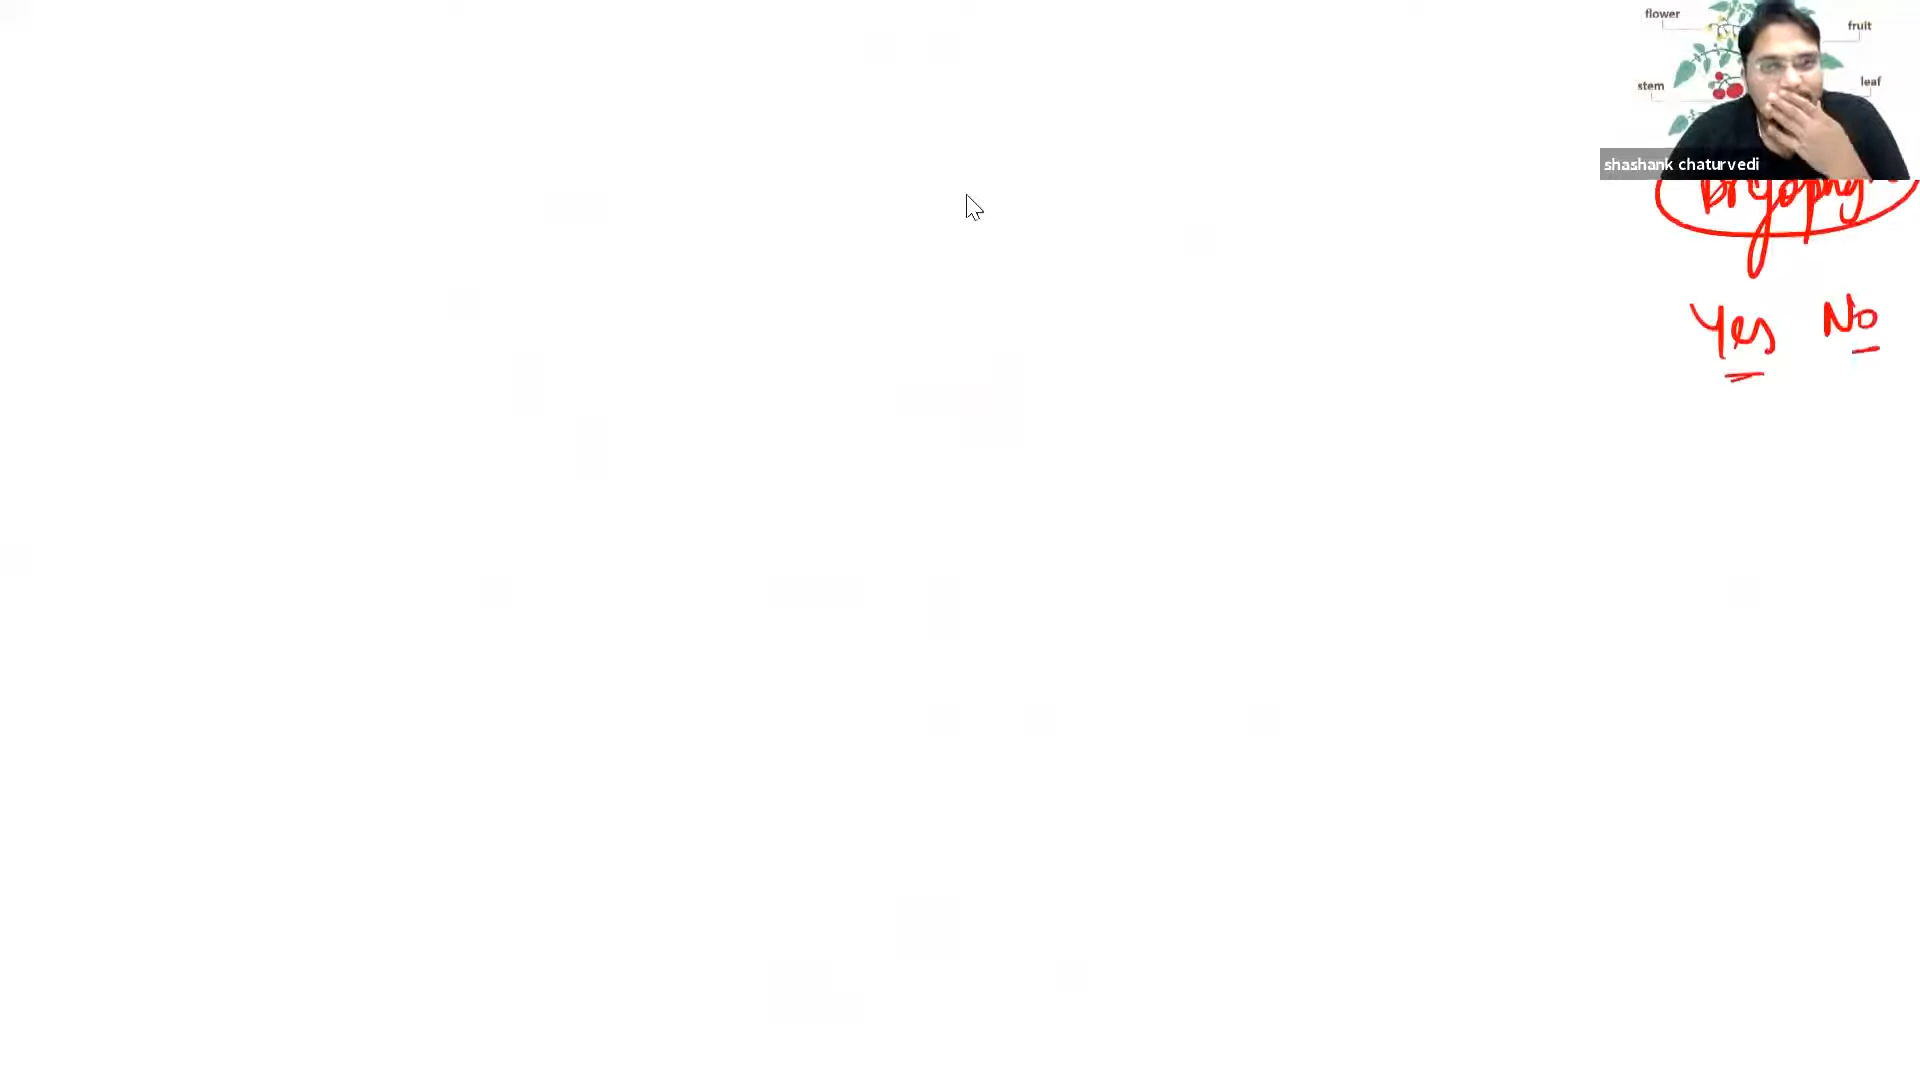 flower
fruit
stem
leaf
shashank chaturvedi
Yes No